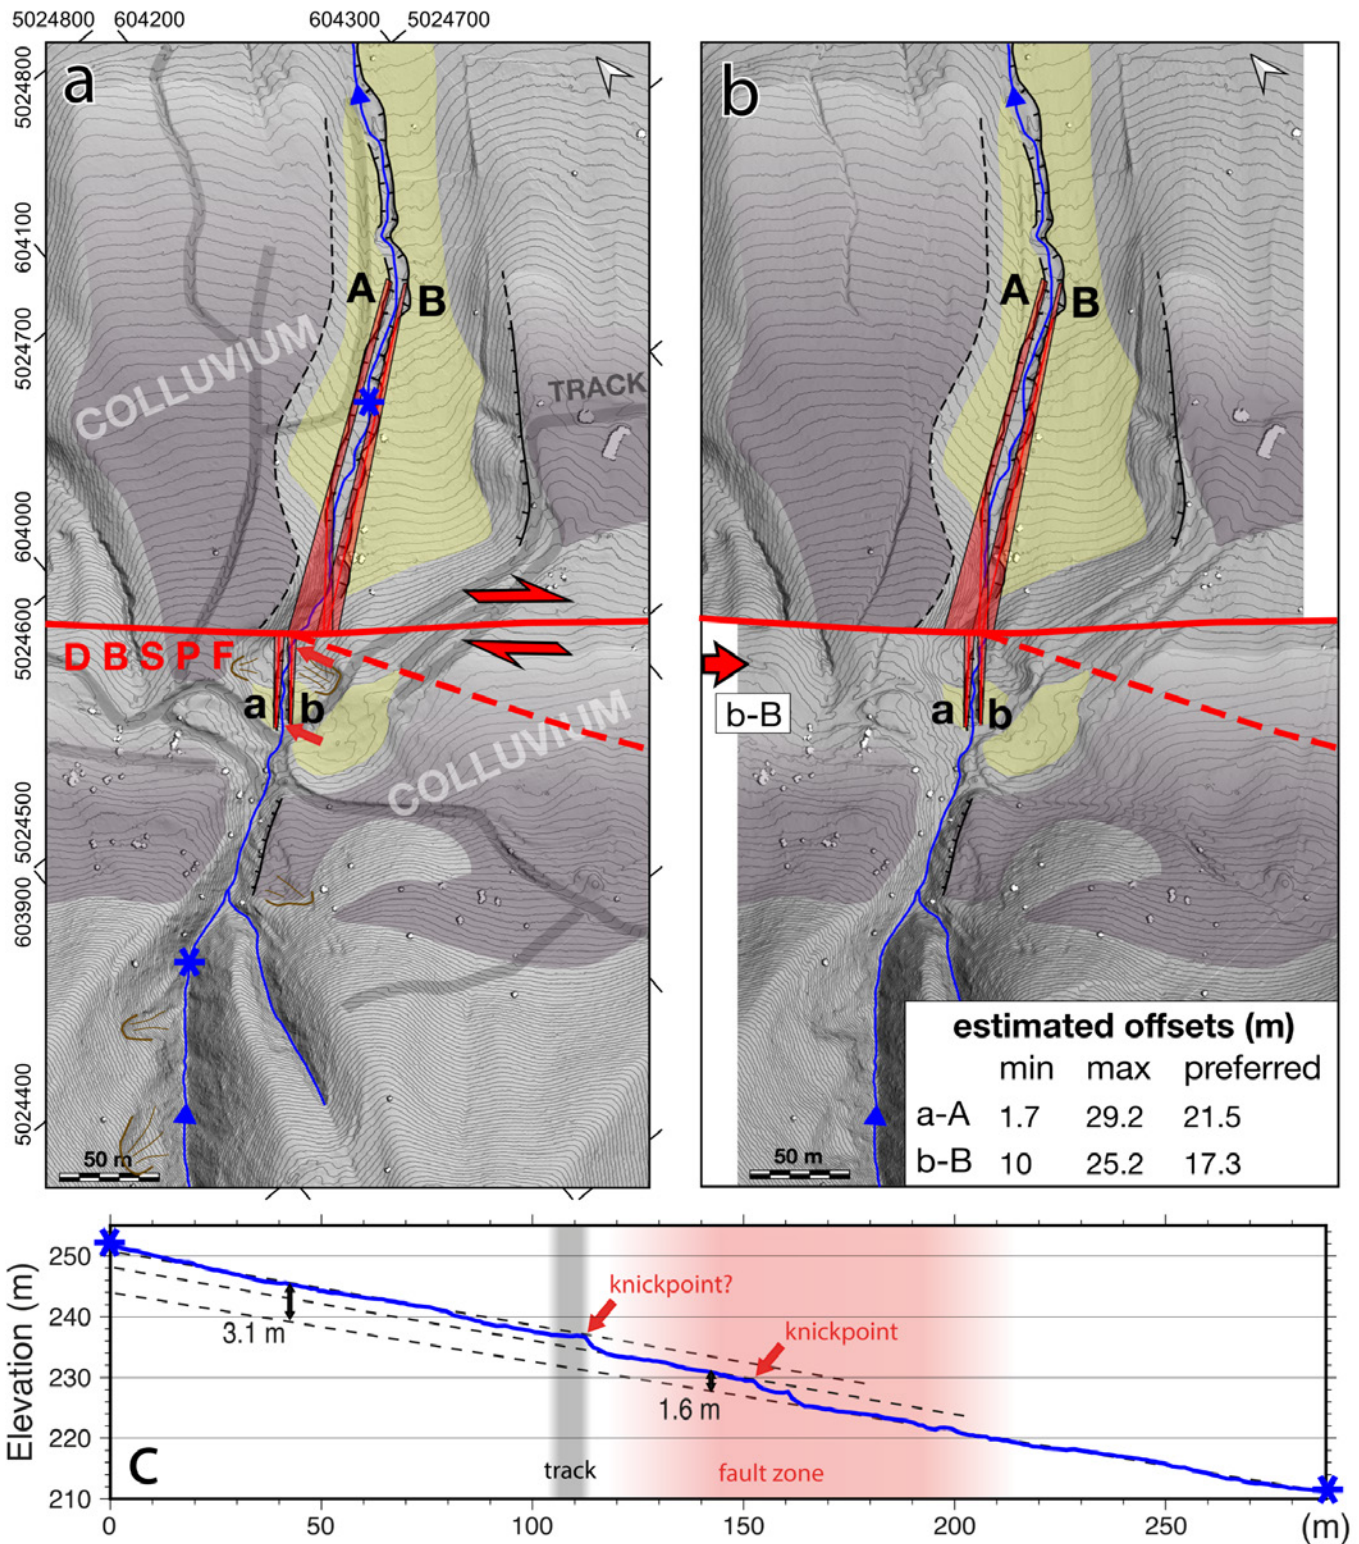 5024800 604200 604300 5024700
a
b
5024800
604100
5024700
604000
5024600
5024500
603900
5024400
A
B
A
B
COLLUVIUM
TRACK
D B S P F
a
b
COLLUVIUM
b-B
a
b
50 m
50 m
estimated offsets (m)
min max preferred
a-A 1.7 29.2 21.5
b-B 10 25.2 17.3
Elevation (m)
250
240
230
220
210
knickpoint?
knickpoint
3.1 m
1.6 m
C
track
fault zone
0 50 100 150 200 250 (m)